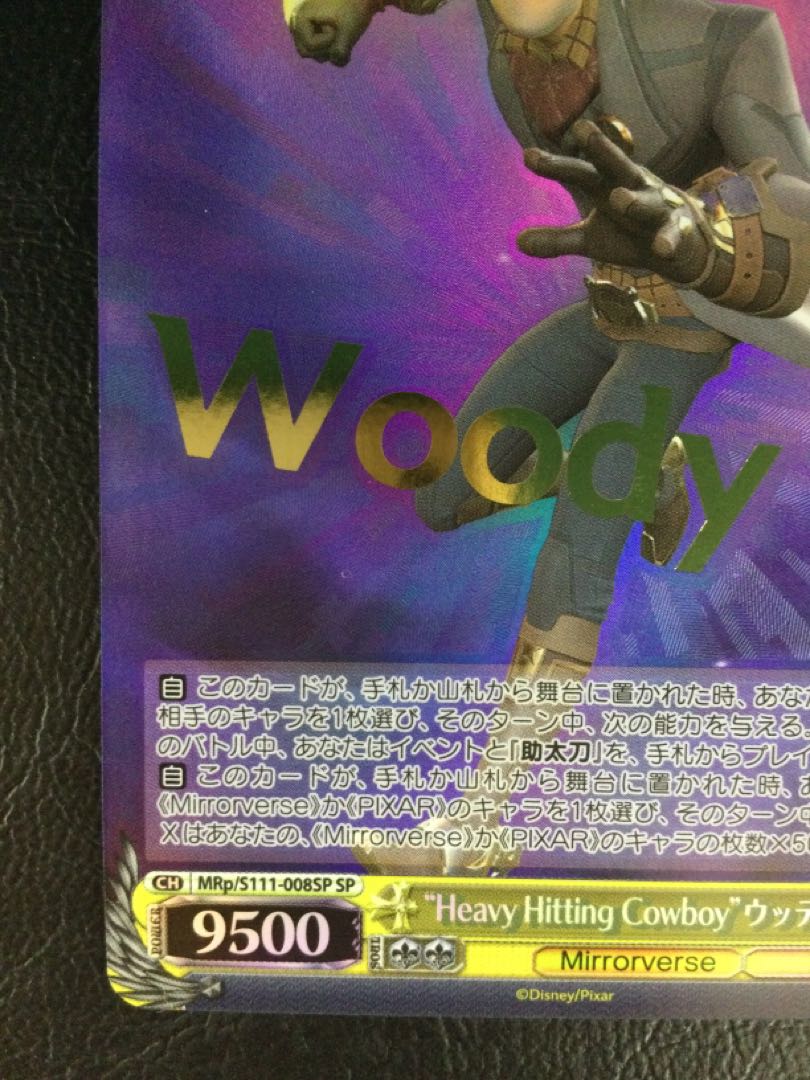 Woody
自 このカードが、手札か山札から舞台に置かれた時、あな
相手のキャラを1枚選び、そのターン中、次の能力を与える。
のバトル中、あなたはイベントと「助太刀」を、手札からプレイ
自 このカードが、手札か山札から舞台に置かれた時、
《Mirrorverse》か《PIXAR》のキャラを1枚選び、そのターン
Xはあなたの、《Mirrorverse》か《PIXAR》のキャラの枚数×5
CH MRp/S111-008SP SP
"Heavy Hitting Cowboy"ウッデ
POWER 9500 SOUL
Mirrorverse
©Disney/Pixar